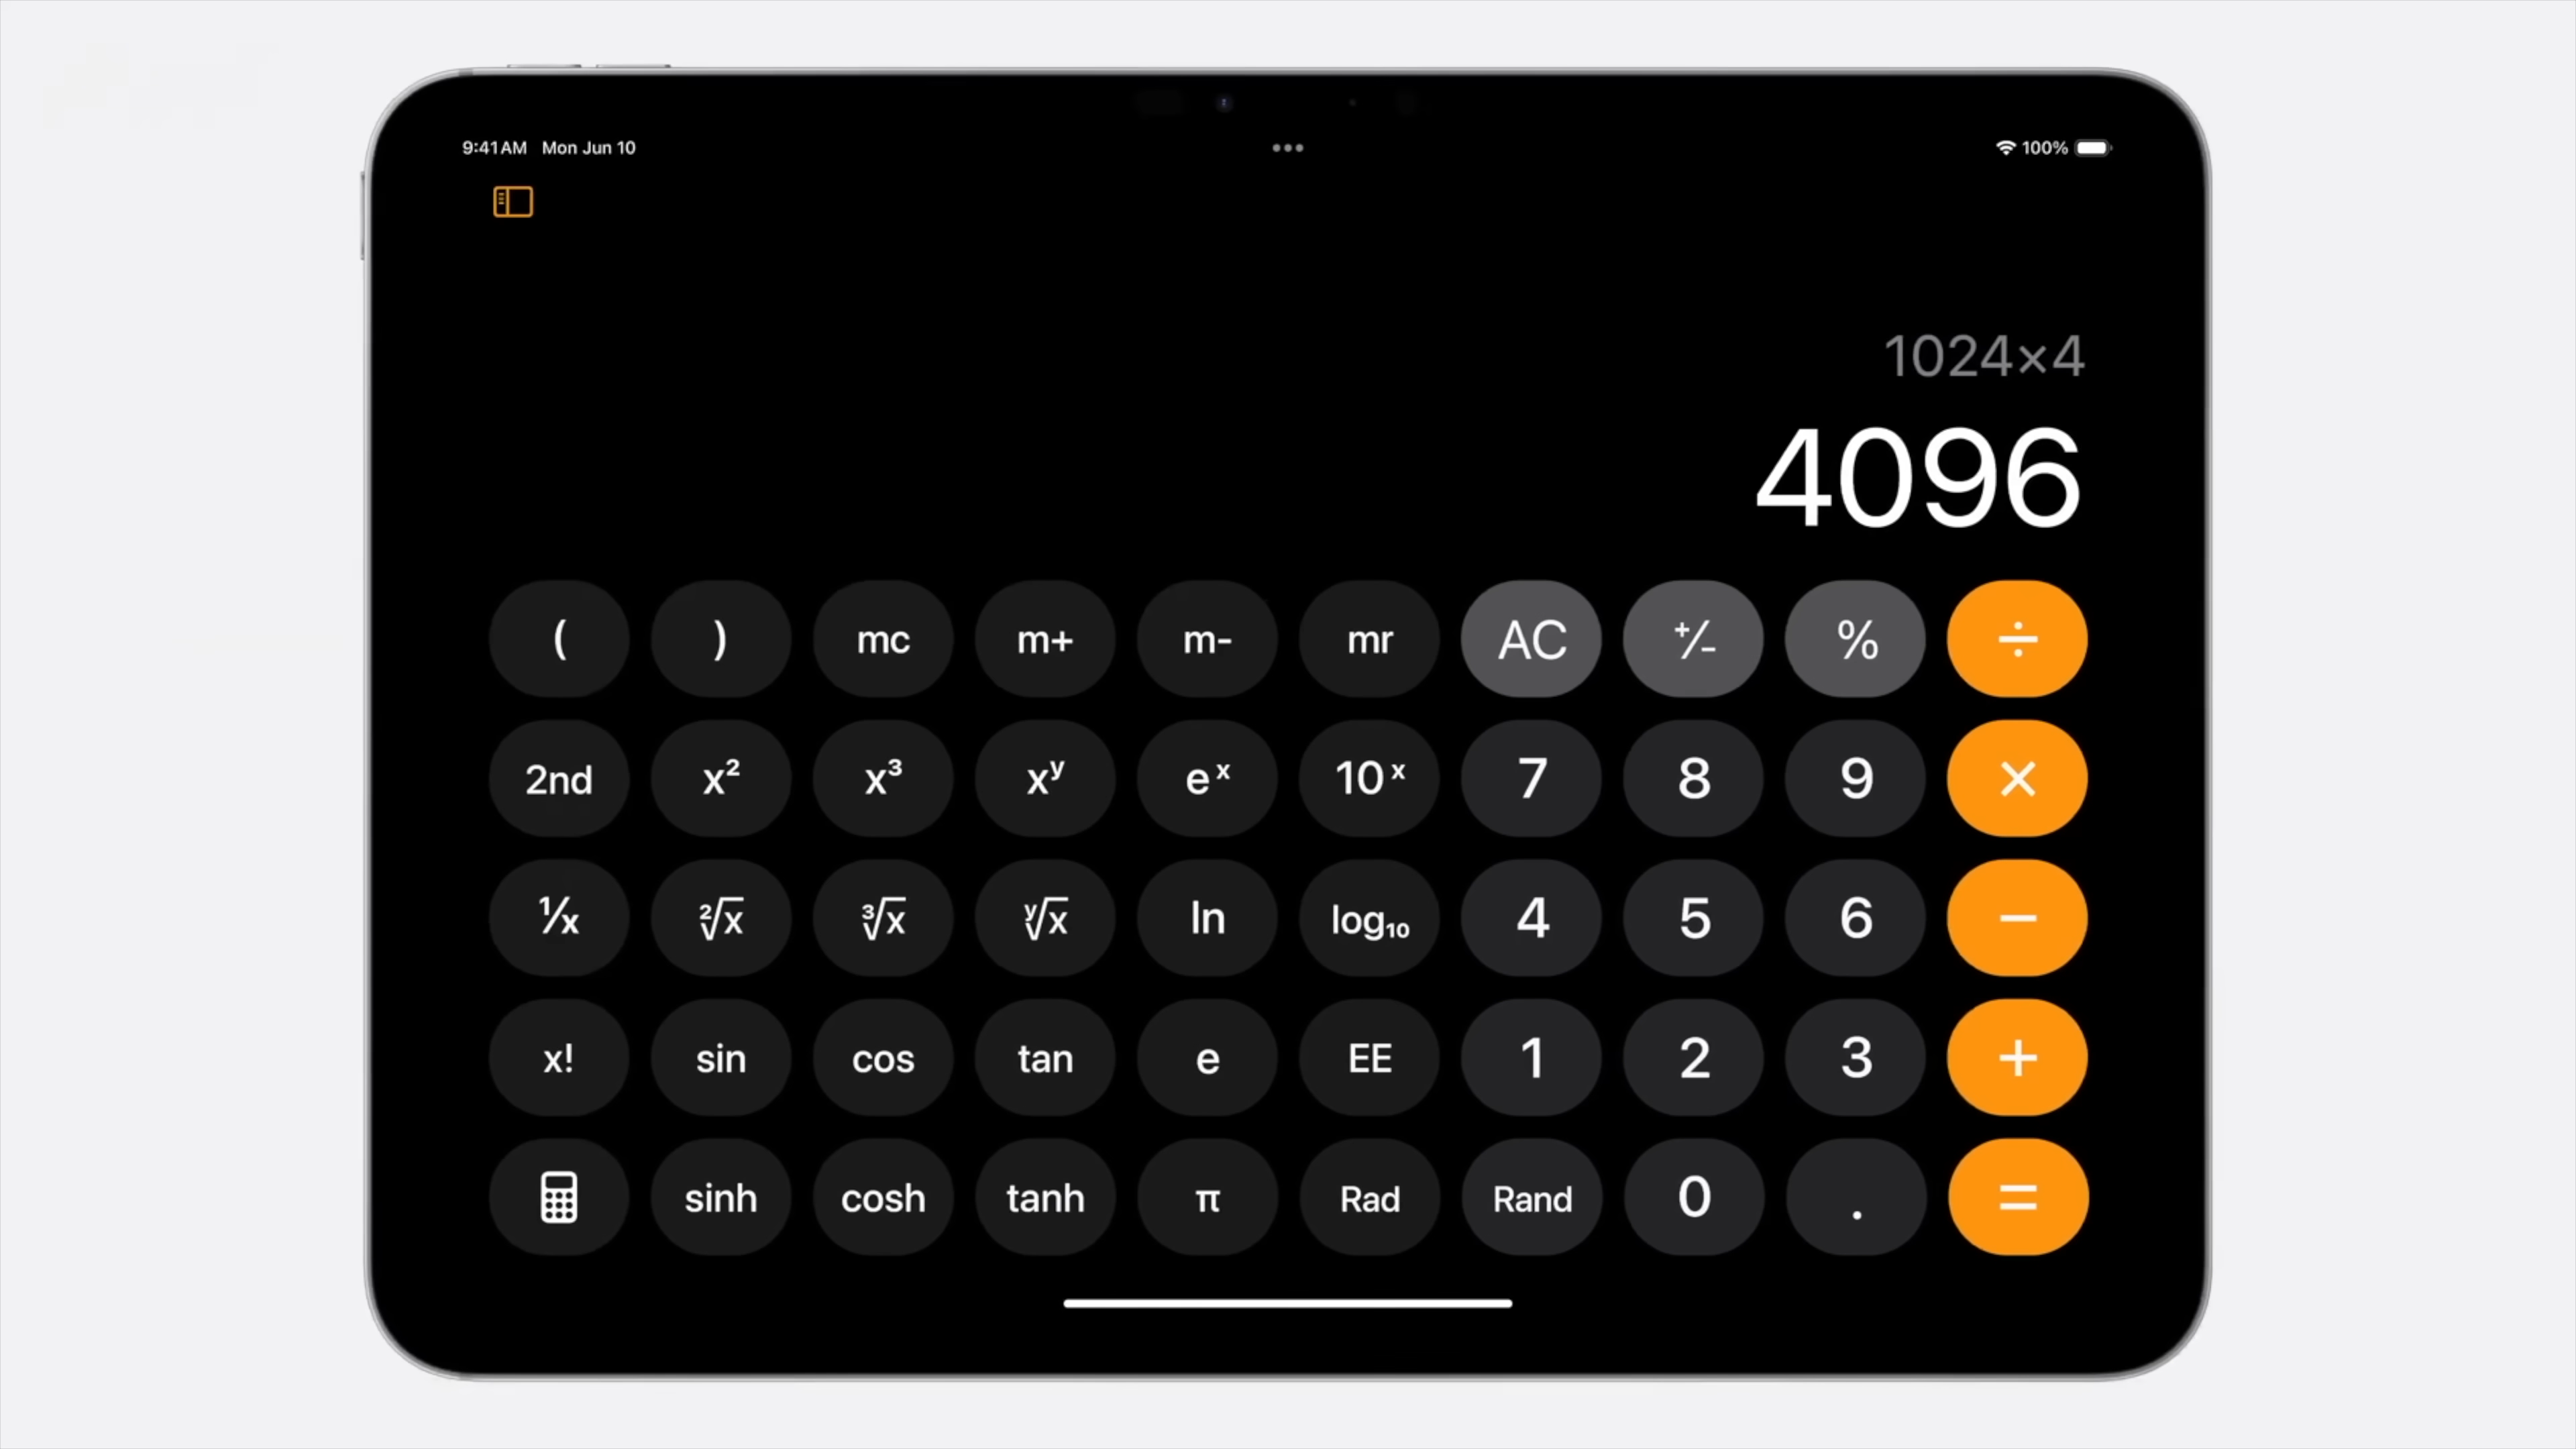 9:41 AM Mon Jun 10 100%
1024×4
4096
( ) mc m+ m- mr AC +/- % ÷
2nd x² x³ xʸ eˣ 10ˣ 7 8 9 ×
1/x ²√x ³√x ʸ√x ln log₁₀ 4 5 6 −
x! sin cos tan e EE 1 2 3 +
sinh cosh tanh π Rad Rand 0 . =